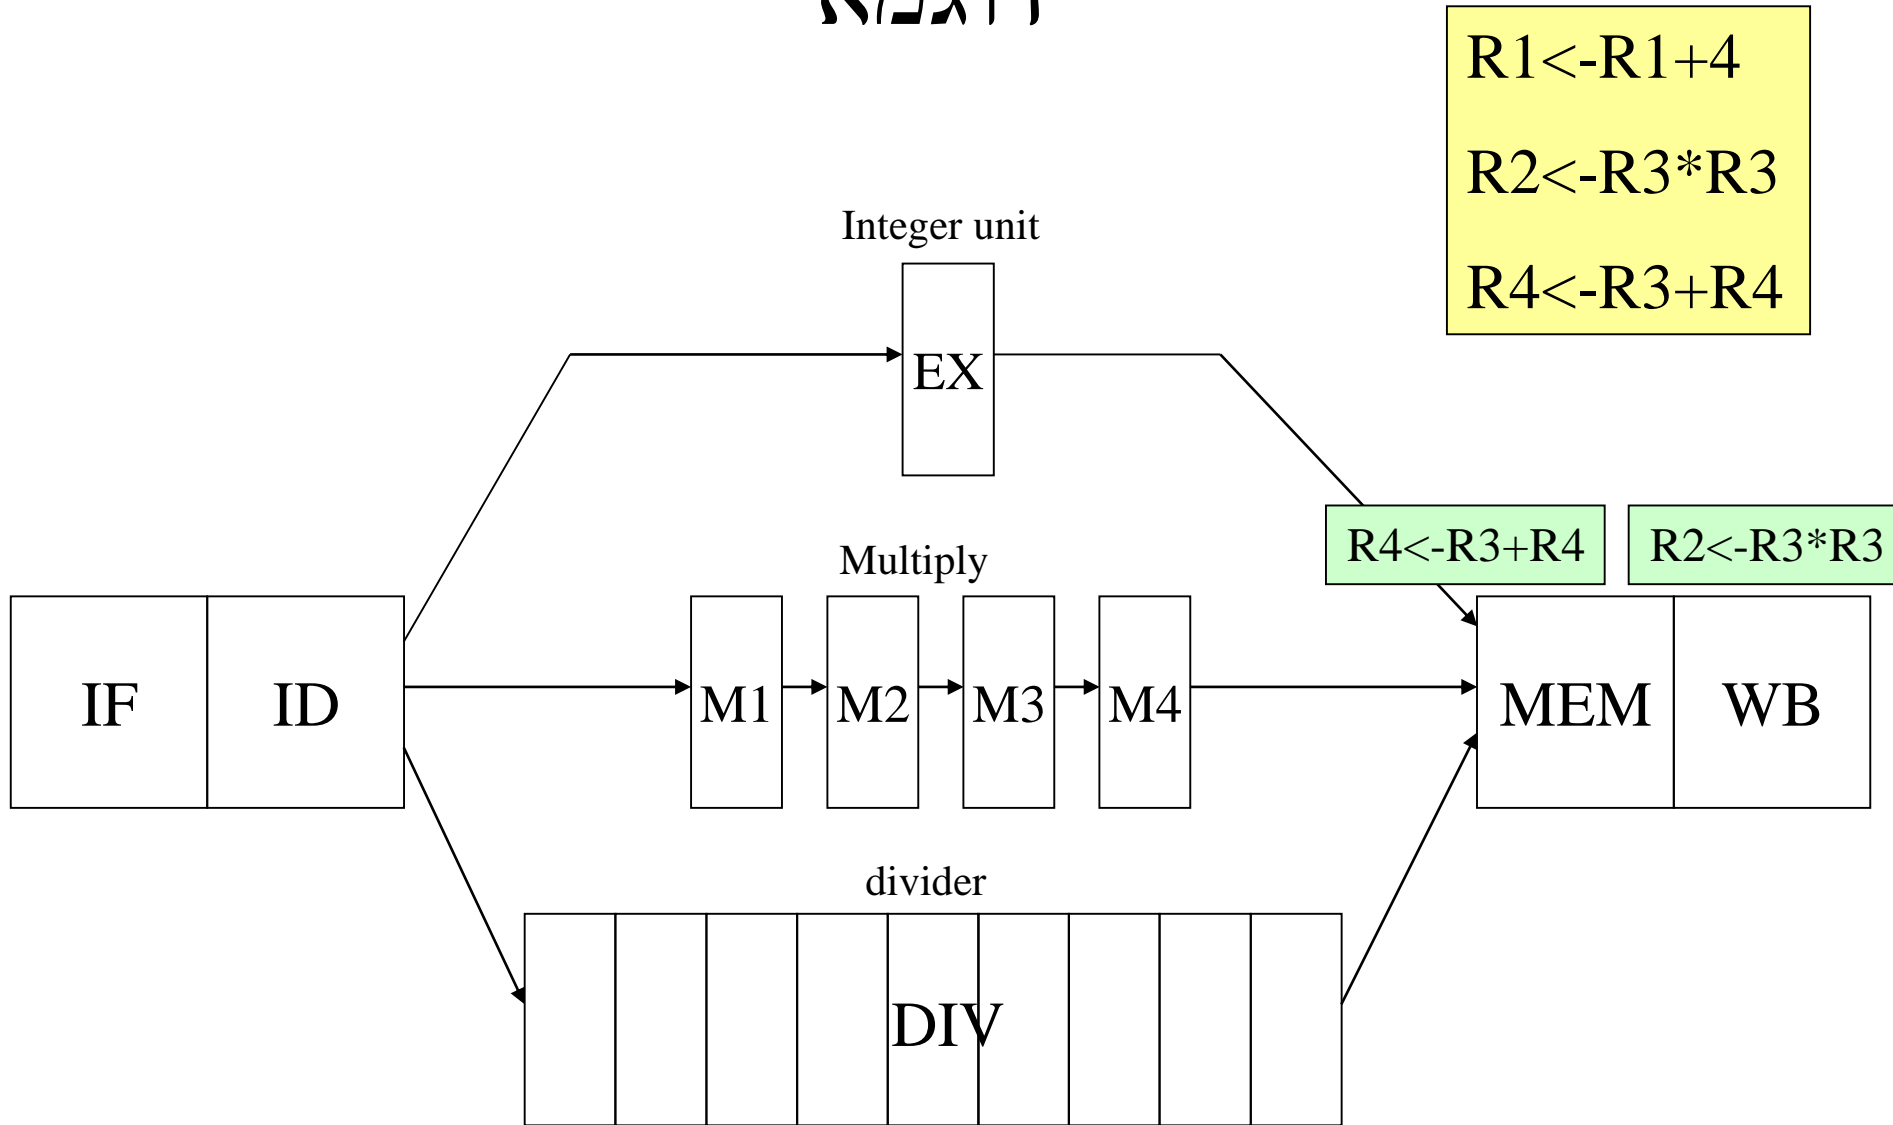 דוגמא
R1<-R1+4
R2<-R3*R3
R4<-R3+R4
Integer unit
EX
R4<-R3+R4
R2<-R3*R3
Multiply
IF
ID
M1
M2
M3
M4
MEM
WB
divider
DIV